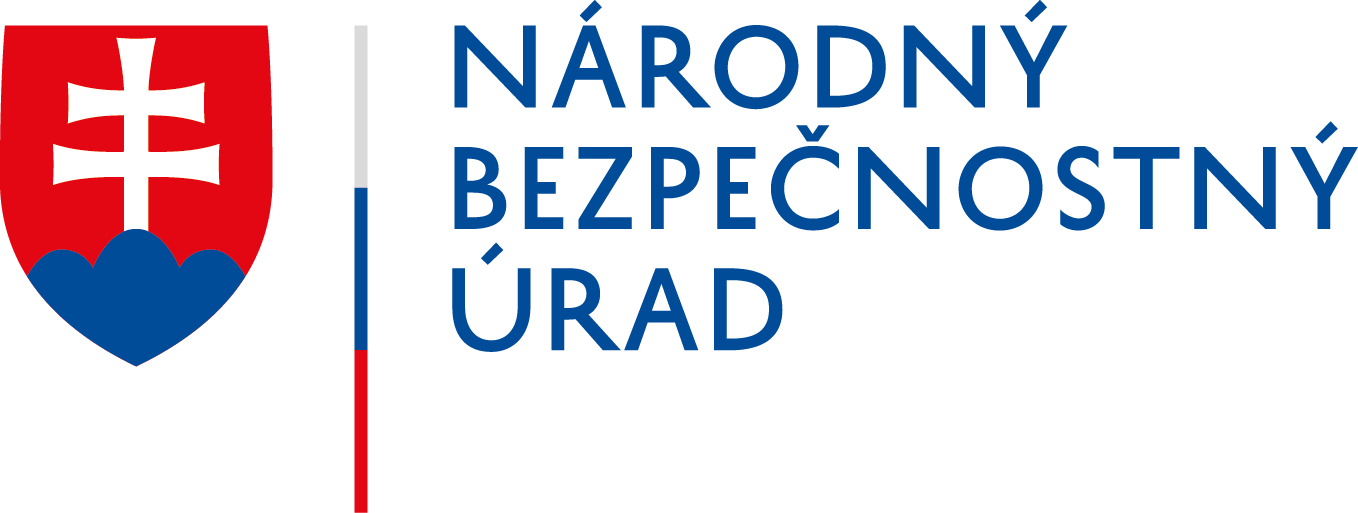 NÁRODNÝ
BEZPEČNOSTNÝ
ÚRAD